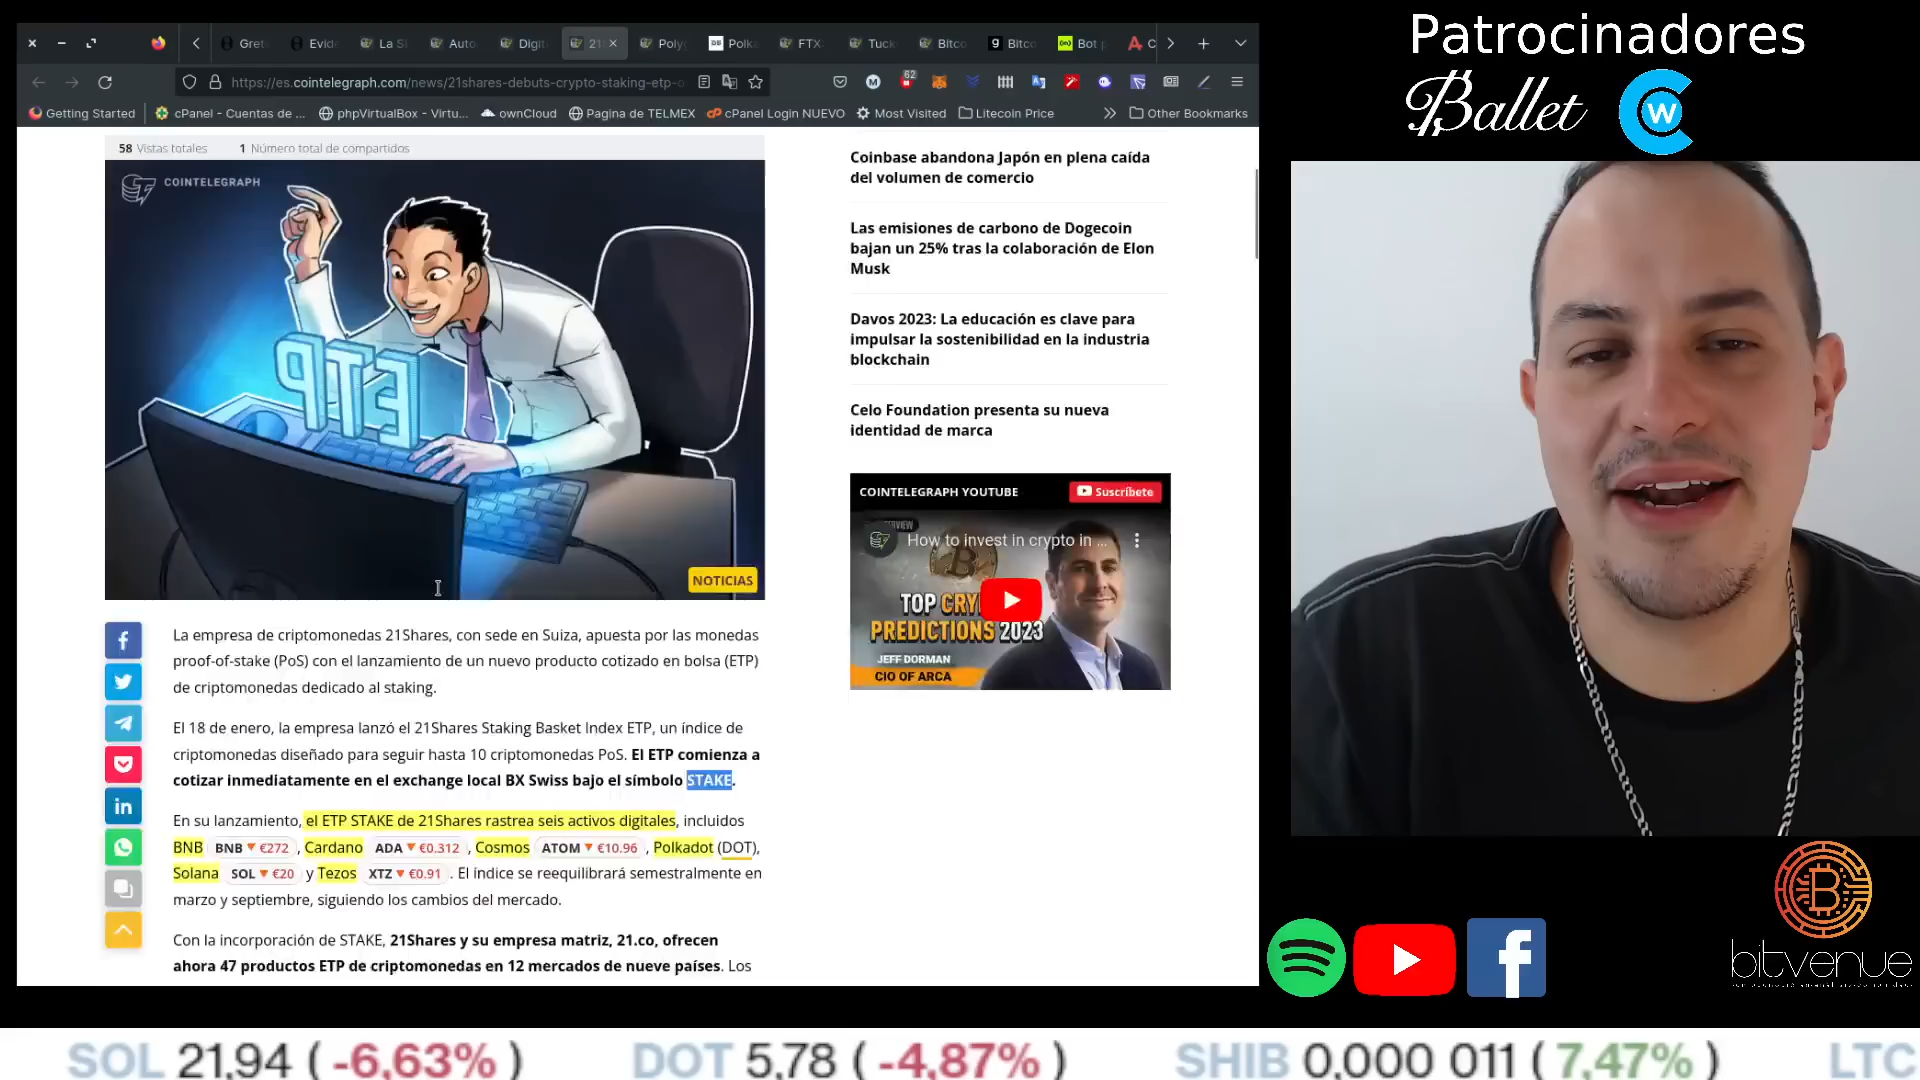 Gret
Evide
La S
Auto
Digit
21
Poly
Polka
FTX
Tuck
Bitco
Bitc
Bot
C
https://es.cointelegraph.com/news/21shares-debuts-crypto-staking-etp-o
62
Getting Started
cPanel - Cuentas de ...
phpVirtualBox - Virtu...
ownCloud
Pagina de TELMEX
cPanel Login NUEVO
Most Visited
Litecoin Price
Other Bookmarks
58 Vistas totales
1 Número total de compartidos
COINTELEGRAPH
ETP
NOTICIAS
La empresa de criptomonedas 21Shares, con sede en Suiza, apuesta por las monedas
proof-of-stake (PoS) con el lanzamiento de un nuevo producto cotizado en bolsa (ETP)
de criptomonedas dedicado al staking.
El 18 de enero, la empresa lanzó el 21Shares Staking Basket Index ETP, un índice de
criptomonedas diseñado para seguir hasta 10 criptomonedas PoS. El ETP comienza a
cotizar inmediatamente en el exchange local BX Swiss bajo el símbolo STAKE.
En su lanzamiento, el ETP STAKE de 21Shares rastrea seis activos digitales, incluidos
BNB BNB ▼ €272 , Cardano ADA ▼ €0.312 , Cosmos ATOM ▼ €10.96 , Polkadot (DOT),
Solana SOL ▼ €20 y Tezos XTZ ▼ €0.91 . El índice se reequilibrará semestralmente en
marzo y septiembre, siguiendo los cambios del mercado.
Con la incorporación de STAKE, 21Shares y su empresa matriz, 21.co, ofrecen
ahora 47 productos ETP de criptomonedas en 12 mercados de nueve países. Los
Coinbase abandona Japón en plena caída
del volumen de comercio
Las emisiones de carbono de Dogecoin
bajan un 25% tras la colaboración de Elon
Musk
Davos 2023: La educación es clave para
impulsar la sostenibilidad en la industria
blockchain
Celo Foundation presenta su nueva
identidad de marca
COINTELEGRAPH YOUTUBE
Suscríbete
How to invest in crypto in ...
TOP CRY
PREDICTIONS 2023
JEFF DORMAN
CIO OF ARCA
Patrocinadores
Ballet
W
bitvenue
SOL 21,94 ( -6,63% )
DOT 5,78 ( -4,87% )
SHIB 0,000 011 ( 7,47% )
LTC